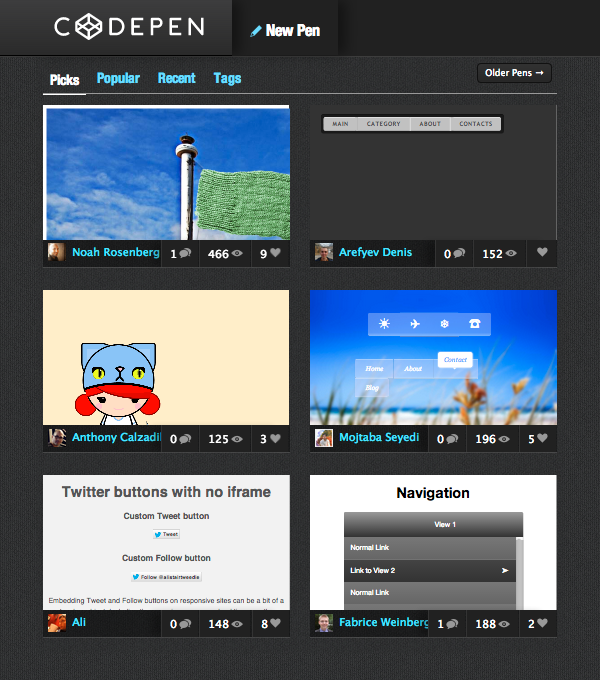 CODEPEN
New Pen
Picks Popular Recent Tags
Older Pens →
MAIN CATEGORY ABOUT CONTACTS
Noah Rosenberg 1 466 9
Arefyev Denis 0 152
Contact
Home About
Blog
Anthony Calzadil 0 125 3
Mojtaba Seyedi 0 196 5
Twitter buttons with no iframe
Custom Tweet button
Tweet
Custom Follow button
Follow @alistairtweedie
Embedding Tweet and Follow buttons on responsive sites can be a bit of a
Navigation
View 1
Normal Link
Link to View 2
Normal Link
Ali 0 148 8
Fabrice Weinberg 1 188 2